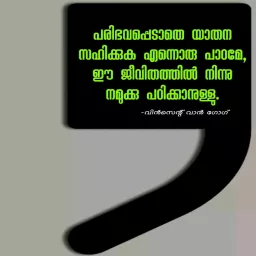 പരിഭവപ്പെടാതെ യാതന
സഹിക്കുക എന്നൊരു പാഠമേ,
ഈ ജീവിതത്തിൽ നിന്നു
നമുക്കു പഠിക്കാനുള്ളു.
-വിൻസെന്റ് വാൻ ഗോഗ്